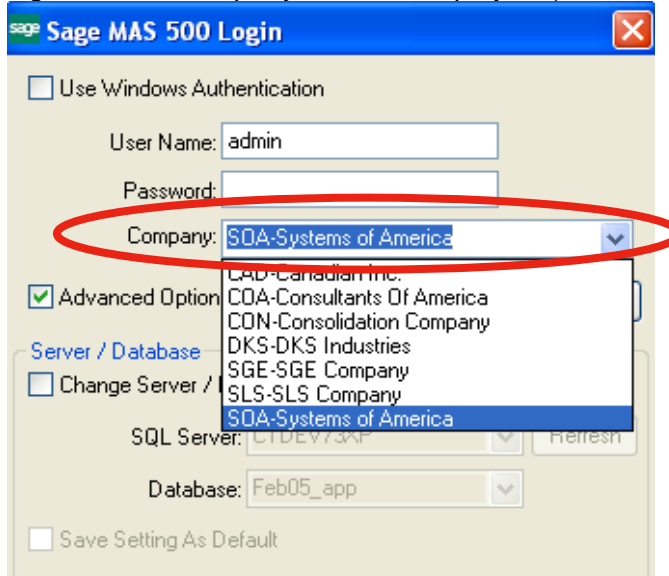 sage Sage MAS 500 Login
Use Windows Authentication
User Name: admin
Password:
Company: SOA-Systems of America
CAD-Canadian Inc.
Advanced Option
COA-Consultants Of America
CON-Consolidation Company
Server / Database
DKS-DKS Industries
SGE-SGE Company
Change Server /
SLS-SLS Company
SOA-Systems of America
SQL Server: CTDEV73XP Refresh
Database: Feb05_app
Save Setting As Default